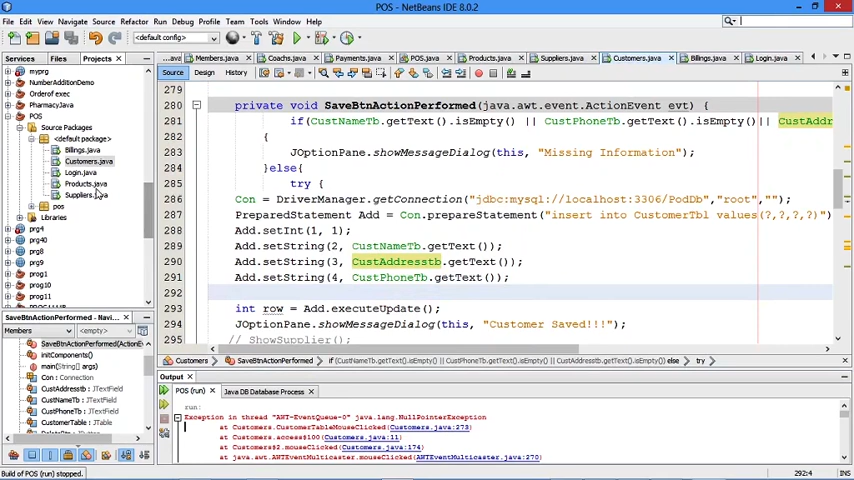 POS - NetBeans IDE 8.0.2
File Edit View Navigate Source Refactor Run Debug Profile Team Tools Window Help
<default config>
Services Files Projects
...ava Members.java Coachs.java Payments.java POS.java Products.java Suppliers.java Customers.java Billings.java Login.java
Source Design History
myprg
NumberAdditionDemo
Orderof exec
PharmacyJava
POS
Source Packages
<default package>
Billings.java
Customers.java
Login.java
Products.java
Suppliers.java
pos
Libraries
prg4
prg40
prg8
prg9
prog1
prog10
prog11
279
280 private void SaveBtnActionPerformed(java.awt.event.ActionEvent evt) {
281 if(CustNameTb.getText().isEmpty() || CustPhoneTb.getText().isEmpty()|| CustAddr
282 {
283 JOptionPane.showMessageDialog(this, "Missing Information");
284 }else{
285 try {
286 Con = DriverManager.getConnection("jdbc:mysql://localhost:3306/PodDb","root","");
287 PreparedStatement Add = Con.prepareStatement("insert into CustomerTbl values(?,?,?,?)")
288 Add.setInt(1, 1);
289 Add.setString(2, CustNameTb.getText());
290 Add.setString(3, CustAddresstb.getText());
291 Add.setString(4, CustPhoneTb.getText());
292
293 int row = Add.executeUpdate();
294 JOptionPane.showMessageDialog(this, "Customer Saved!!!");
295 // ShowSupplier();
Customers SaveBtnActionPerformed if (CustNameTb.getText().isEmpty() || CustPhoneTb.getText().isEmpty() || CustAddresstb.getText().isEmpty()) else try
SaveBtnActionPerformed - Navi...
Members <empty>
SaveBtnActionPerformed(ActionE
initComponents()
main(String[] args)
Con : Connection
CustAddresstb : JTextField
CustNameTb : JTextField
CustPhoneTb : JTextField
CustomerTable : JTable
Output
POS (run) Java DB Database Process
run:
Exception in thread "AWT-EventQueue-0" java.lang.NullPointerException
at Customers.CustomerTableMouseClicked(Customers.java:273)
at Customers.access$100(Customers.java:11)
at Customers$2.mouseClicked(Customers.java:174)
at java.awt.AWTEventMulticaster.mouseClicked(AWTEventMulticaster.java:270)
Build of POS (run) stopped.
292:4 INS